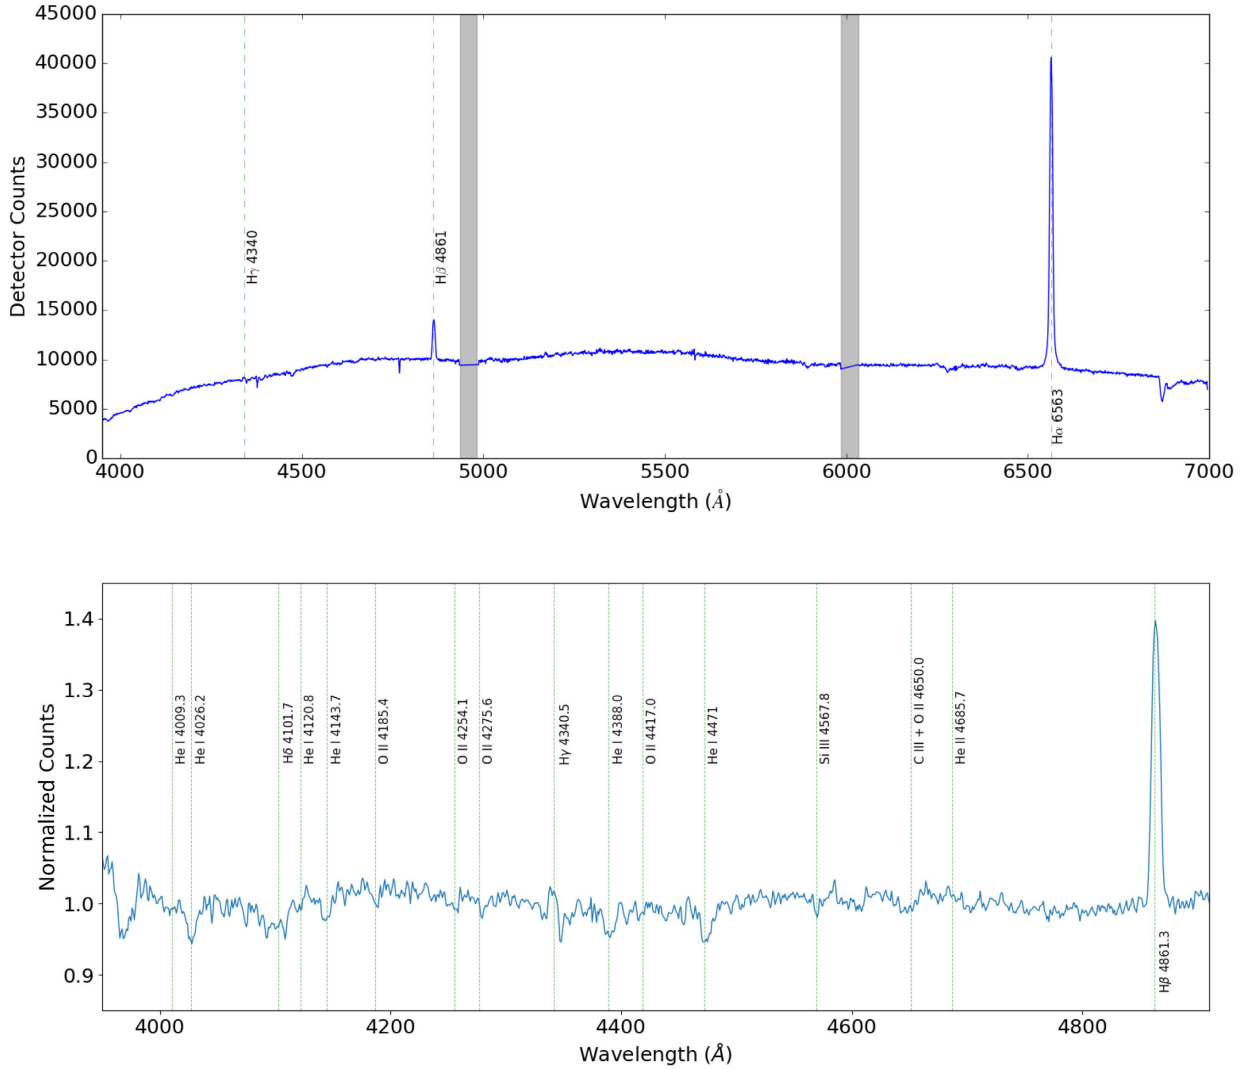 45000
40000
35000
30000
25000
20000
15000
10000
5000
0
Detector Counts
Hγ 4340
Hβ 4861
Hα 6563
4000 4500 5000 5500 6000 6500 7000
Wavelength (Å)
1.4
1.3
1.2
1.1
1.0
0.9
Normalized Counts
He I 4009.3
He I 4026.2
Hδ 4101.7
He I 4120.8
He I 4143.7
O II 4185.4
O II 4254.1
O II 4275.6
Hγ 4340.5
He I 4388.0
O II 4417.0
He I 4471
Si III 4567.8
C III + O II 4650.0
He II 4685.7
Hβ 4861.3
4000 4200 4400 4600 4800
Wavelength (Å)